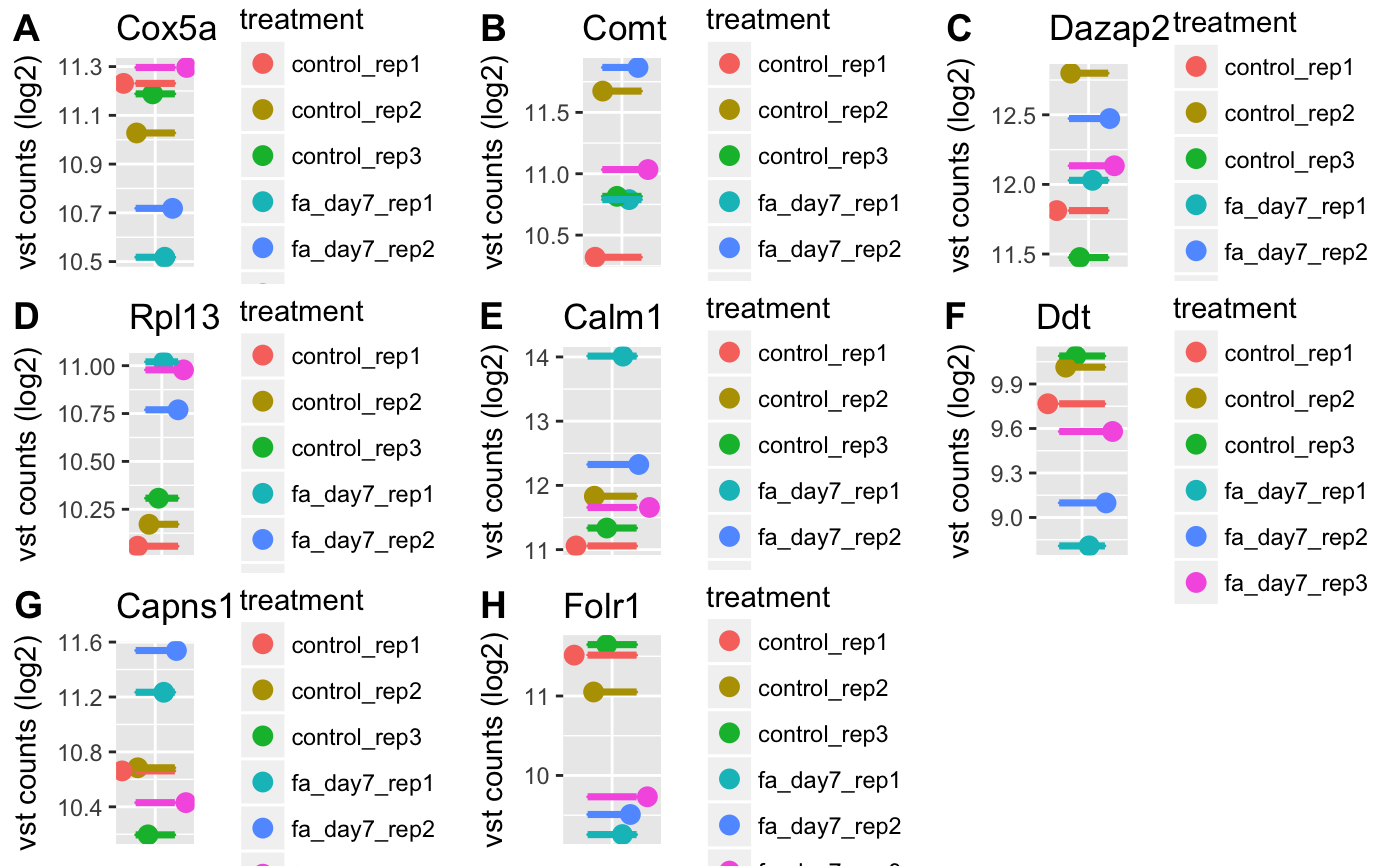 A Cox5a treatment
vst counts (log2)
11.3
11.1
10.9
10.7
10.5
control_rep1
control_rep2
control_rep3
fa_day7_rep1
fa_day7_rep2
B Comt treatment
vst counts (log2)
11.5
11.0
10.5
control_rep1
control_rep2
control_rep3
fa_day7_rep1
fa_day7_rep2
C Dazap2 treatment
vst counts (log2)
12.5
12.0
11.5
control_rep1
control_rep2
control_rep3
fa_day7_rep1
fa_day7_rep2
D Rpl13 treatment
vst counts (log2)
11.00
10.75
10.50
10.25
control_rep1
control_rep2
control_rep3
fa_day7_rep1
fa_day7_rep2
E Calm1 treatment
vst counts (log2)
14
13
12
11
control_rep1
control_rep2
control_rep3
fa_day7_rep1
fa_day7_rep2
F Ddt treatment
vst counts (log2)
9.9
9.6
9.3
9.0
control_rep1
control_rep2
control_rep3
fa_day7_rep1
fa_day7_rep2
fa_day7_rep3
G Capns1 treatment
vst counts (log2)
11.6
11.2
10.8
10.4
control_rep1
control_rep2
control_rep3
fa_day7_rep1
fa_day7_rep2
H Folr1 treatment
vst counts (log2)
11
10
control_rep1
control_rep2
control_rep3
fa_day7_rep1
fa_day7_rep2